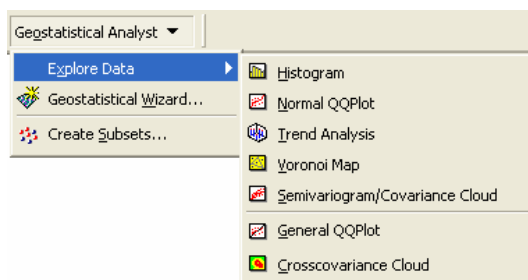 Geostatistical Analyst
Explore Data
Geostatistical Wizard...
Create Subsets...
Histogram
Normal QQPlot
Trend Analysis
Voronoi Map
Semivariogram/Covariance Cloud
General QQPlot
Crosscovariance Cloud